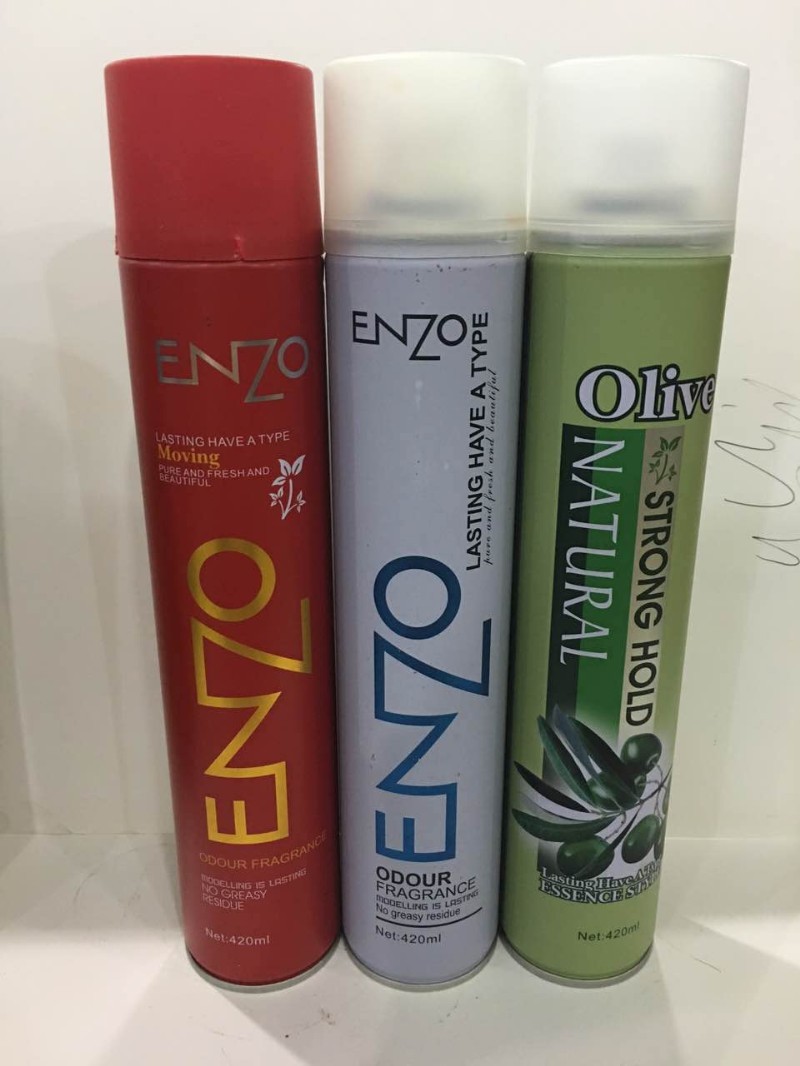 ENZO
LASTING HAVE A TYPE
Moving
PURE AND FRESH AND
BEAUTIFUL
ENZO
ODOUR FRAGRANCE
MODELLING IS LASTING
NO GREASY
RESIDUE
Net:420ml
ENZO
LASTING HAVE A TYPE
pure and fresh and beautiful
ENZO
ODOUR
FRAGRANCE
MODELLING IS LASTING
No greasy residue
Net:420ml
Olive
NATURAL
STRONG HOLD
Lasting Have A
ESSENCE
Net:420ml